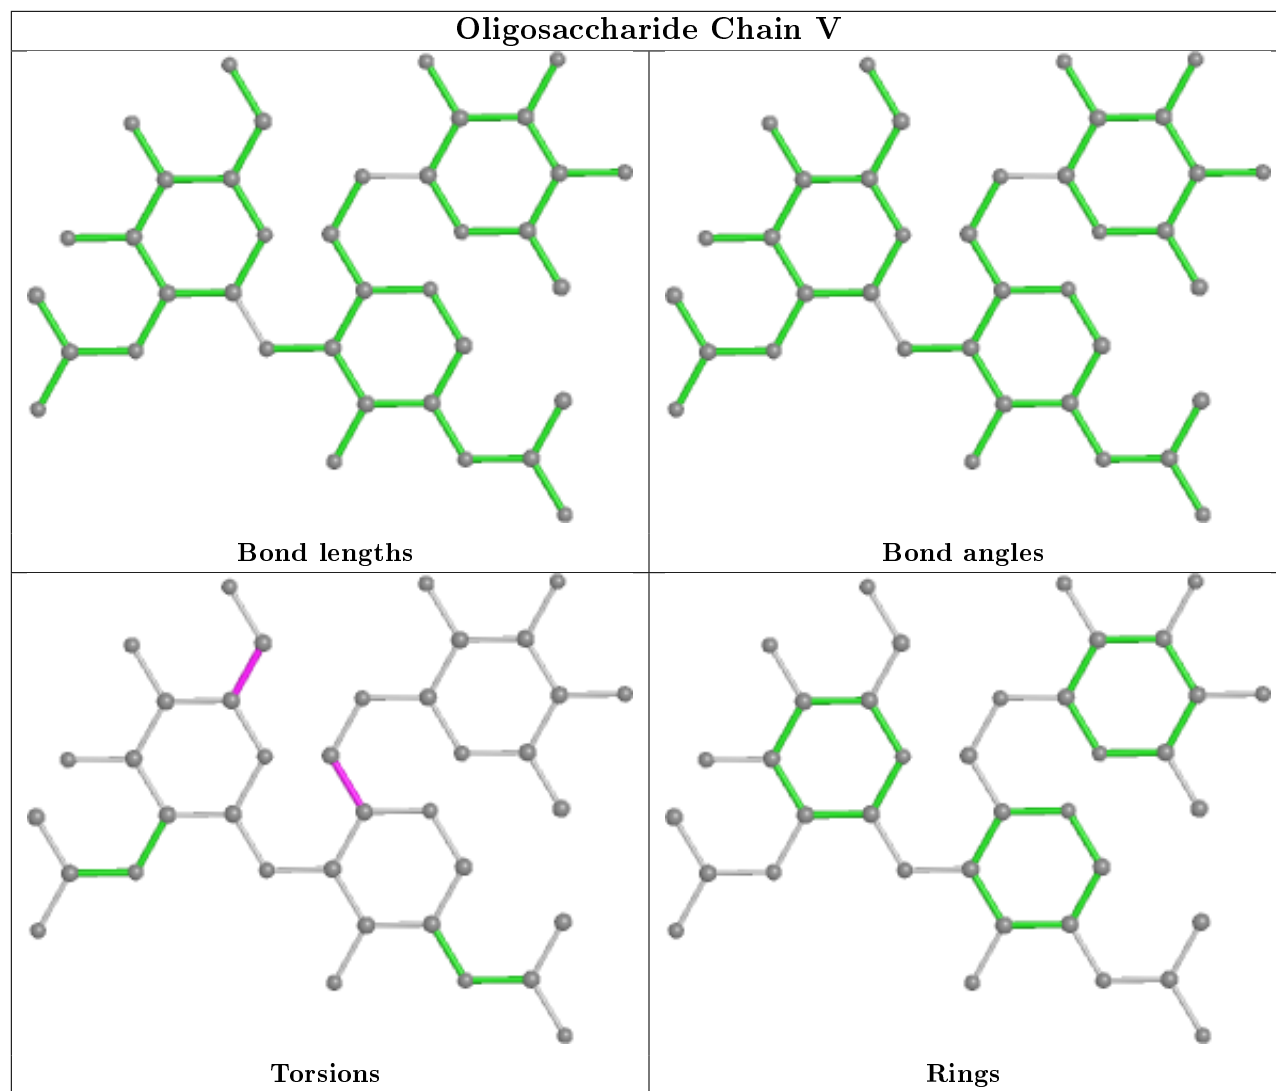 Oligosaccharide Chain V
Bond lengths
Bond angles
Torsions
Rings